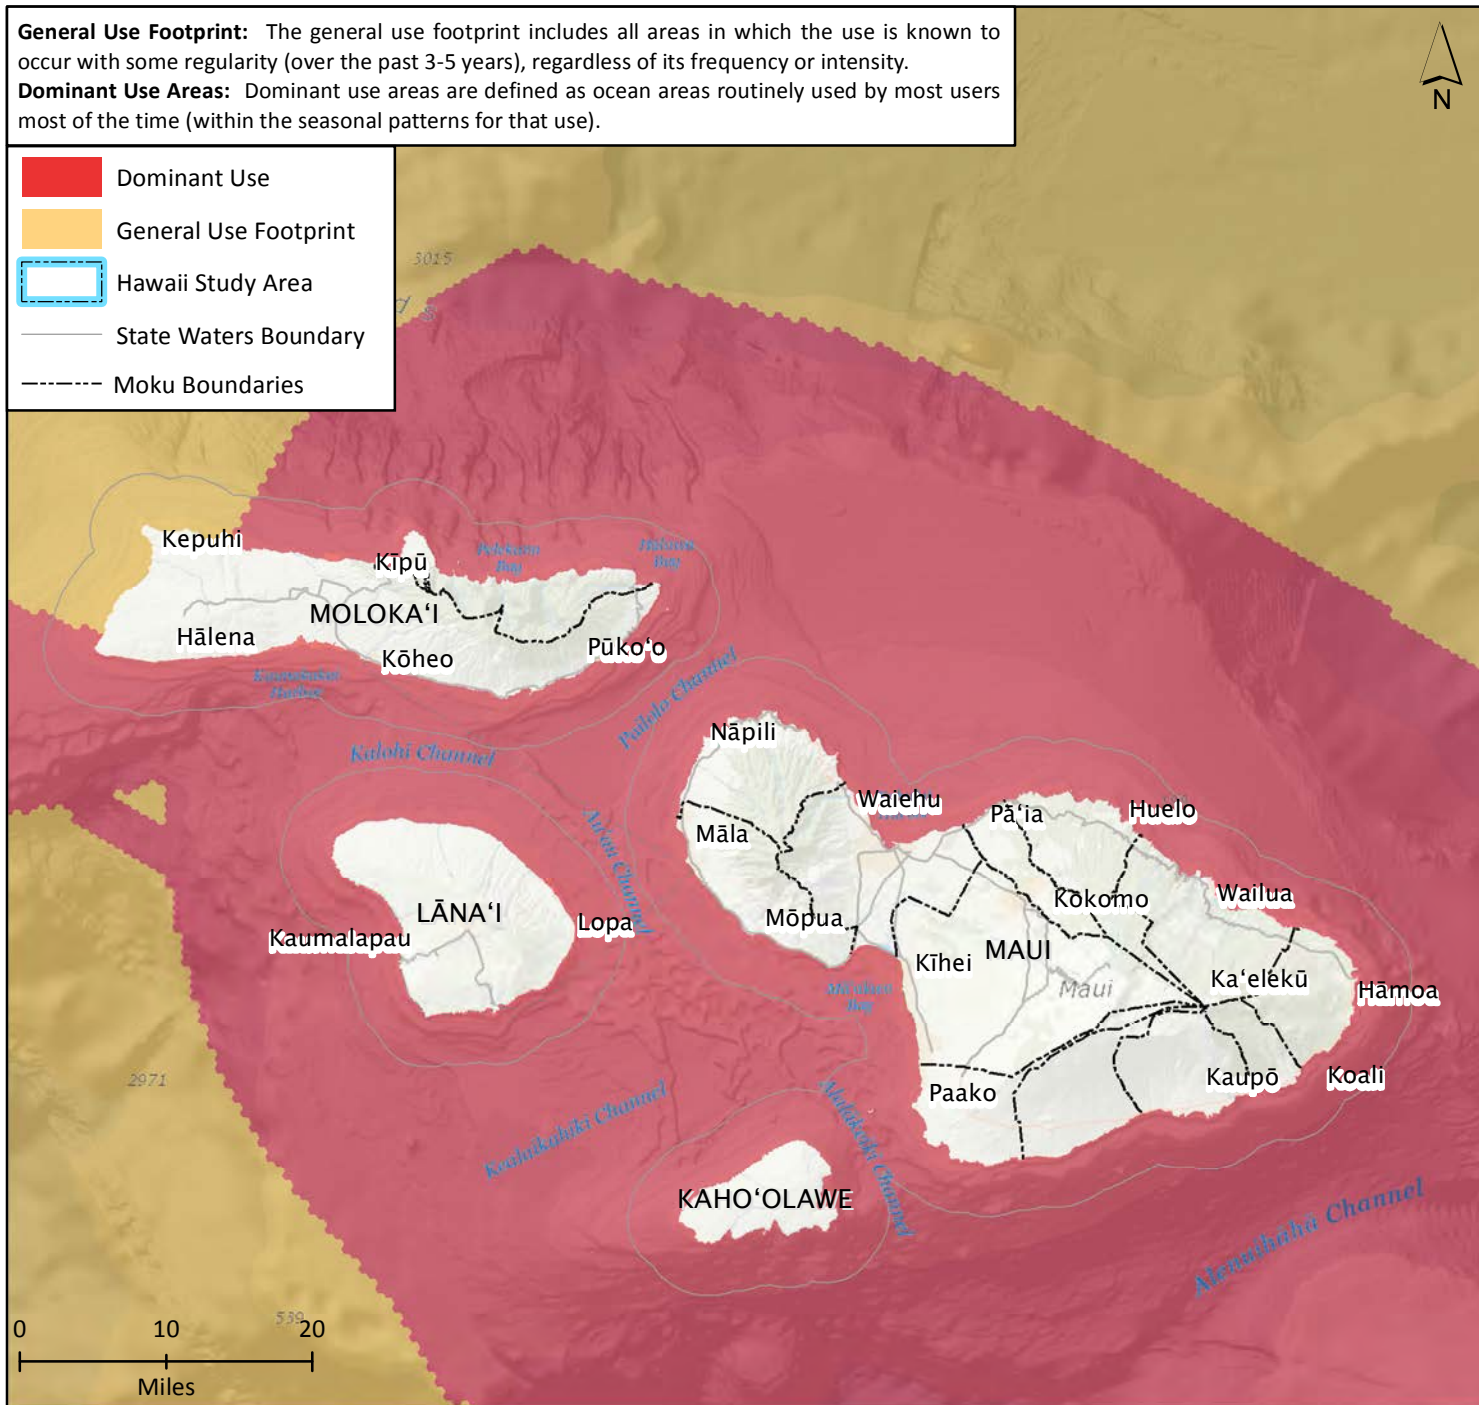 General Use Footprint: The general use footprint includes all areas in which the use is known to
occur with some regularity (over the past 3-5 years), regardless of its frequency or intensity.
Dominant Use Areas: Dominant use areas are defined as ocean areas routinely used by most users
most of the time (within the seasonal patterns for that use).
N
Dominant Use
General Use Footprint
Hawaii Study Area
State Waters Boundary
Moku Boundaries
3015
Kepuhi
Kīpū
Bay
Bay
MOLOKAʻI
Hālena
Kōheo
Pūkoʻo
Pailolo Channel
Kalohi Channel
Nāpili
Waiehu
Pāʻia
Huelo
Māla
Auʻau Channel
Kokomo
Wailua
LĀNAʻI
Lopa
Mōpua
Kaumalapau
Kīhei
MAUI
Kaʻelekū
Maui
Hāmoa
Bay
2971
Kaupō
Koali
Paako
Kealaikahiki Channel
Alalakeiki Channel
KAHOʻOLAWE
Alenuihāhā Channel
539
0 10 20
Miles